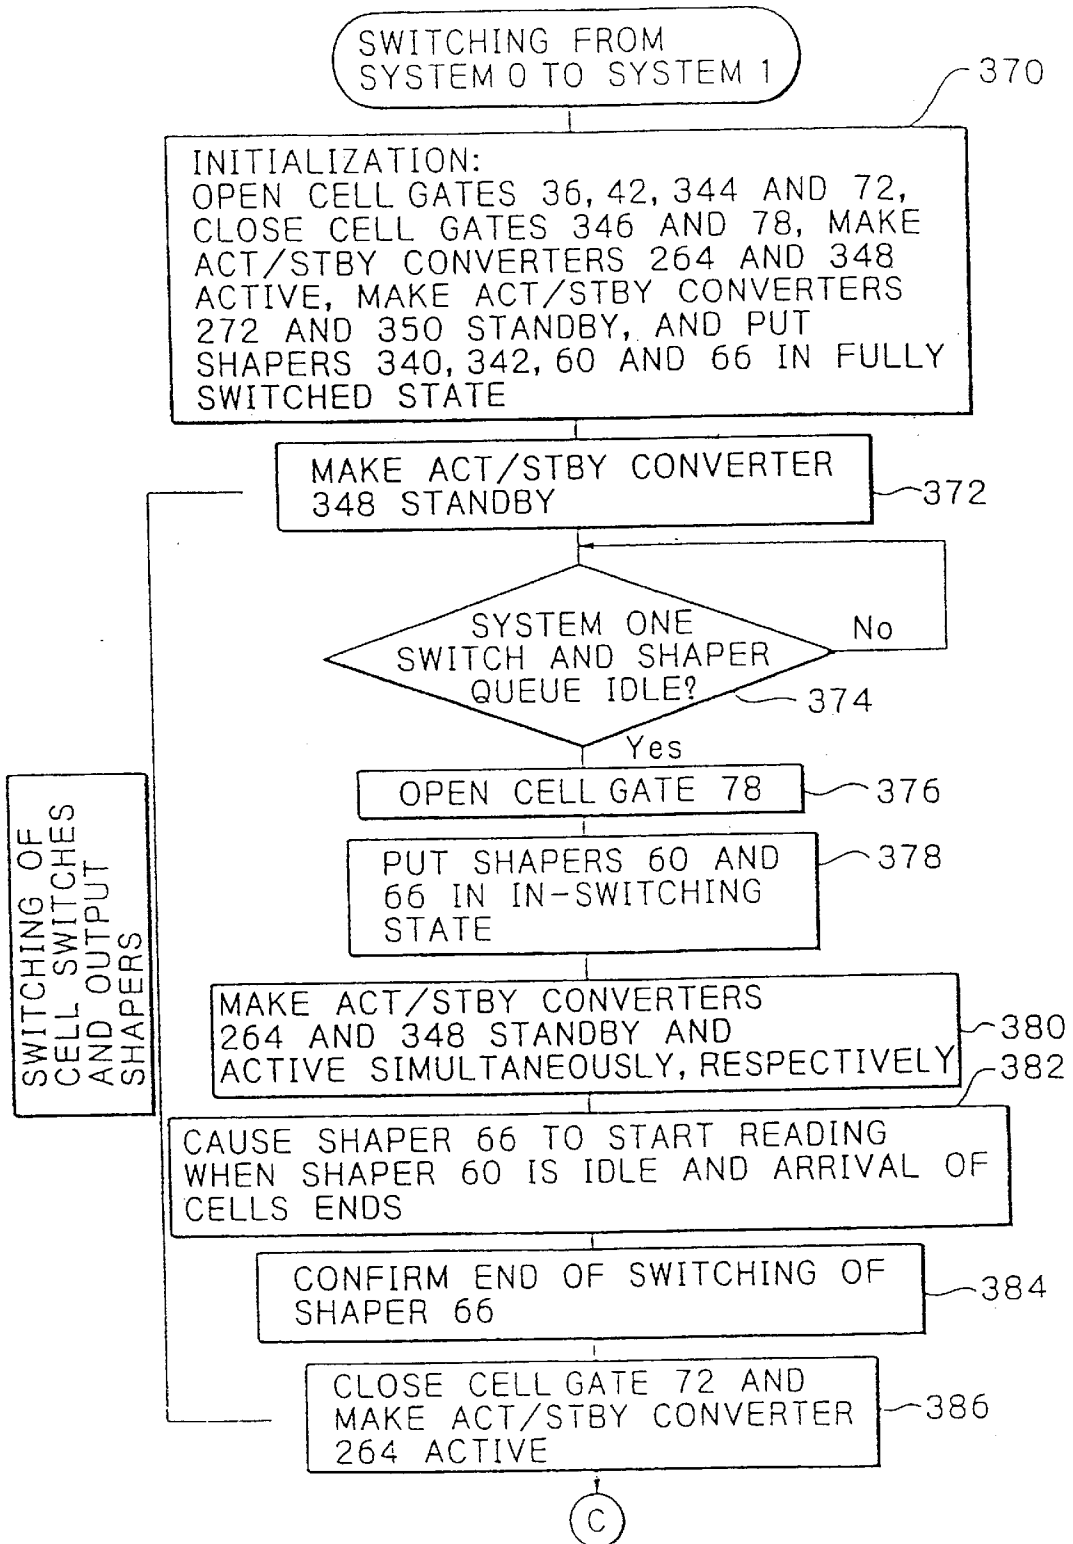 SWITCHING FROM
SYSTEM 0 TO SYSTEM 1
370
INITIALIZATION:
OPEN CELL GATES 36, 42, 344 AND 72,
CLOSE CELL GATES 346 AND 78, MAKE
ACT/STBY CONVERTERS 264 AND 348
ACTIVE, MAKE ACT/STBY CONVERTERS
272 AND 350 STANDBY, AND PUT
SHAPERS 340, 342, 60 AND 66 IN FULLY
SWITCHED STATE
MAKE ACT/STBY CONVERTER
348 STANDBY
372
SYSTEM ONE
SWITCH AND SHAPER
QUEUE IDLE?
No
374
Yes
OPEN CELL GATE 78
376
PUT SHAPERS 60 AND
66 IN IN-SWITCHING
STATE
378
SWITCHING OF
CELL SWITCHES
AND OUTPUT
SHAPERS
MAKE ACT/STBY CONVERTERS
264 AND 348 STANDBY AND
ACTIVE SIMULTANEOUSLY, RESPECTIVELY
380
382
CAUSE SHAPER 66 TO START READING
WHEN SHAPER 60 IS IDLE AND ARRIVAL OF
CELLS ENDS
CONFIRM END OF SWITCHING OF
SHAPER 66
384
CLOSE CELL GATE 72 AND
MAKE ACT/STBY CONVERTER
264 ACTIVE
386
C